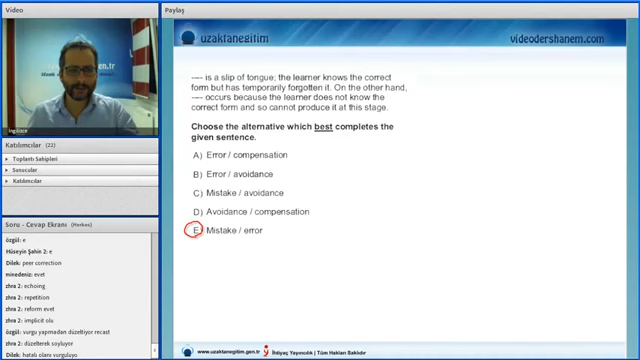 Video
Paylaş
uzaktanegitim
videodershanem.com
İngilizce
---- is a slip of tongue; the learner knows the correct
form but has temporarily forgotten it. On the other hand,
---- occurs because the learner does not know the
correct form and so cannot produce it at this stage.
Choose the alternative which best completes the
given sentence.
A) Error / compensation
B) Error / avoidance
C) Mistake / avoidance
D) Avoidance / compensation
E) Mistake / error
Katılımcılar (22)
Toplantı Sahipleri
Sunucular
Katılımcılar
Soru - Cevap Ekranı (Herkes)
özgül: e
Hüseyin Şahin 2: e
Dilek: peer correction
minedeniz: evet
zhra 2: echoing
zhra 2: repetition
zhra 2: reform evet
zhra 2: implicit olu
özgül: vurgu yapmadan düzeltiyor recast
zhra 2: düzelterek soyluyor
Dilek: hatalı olanı vurguluyo
www.uzaktanegitim.gen.tr
İhtiyaç Yayıncılık | Tüm Hakları Saklıdır